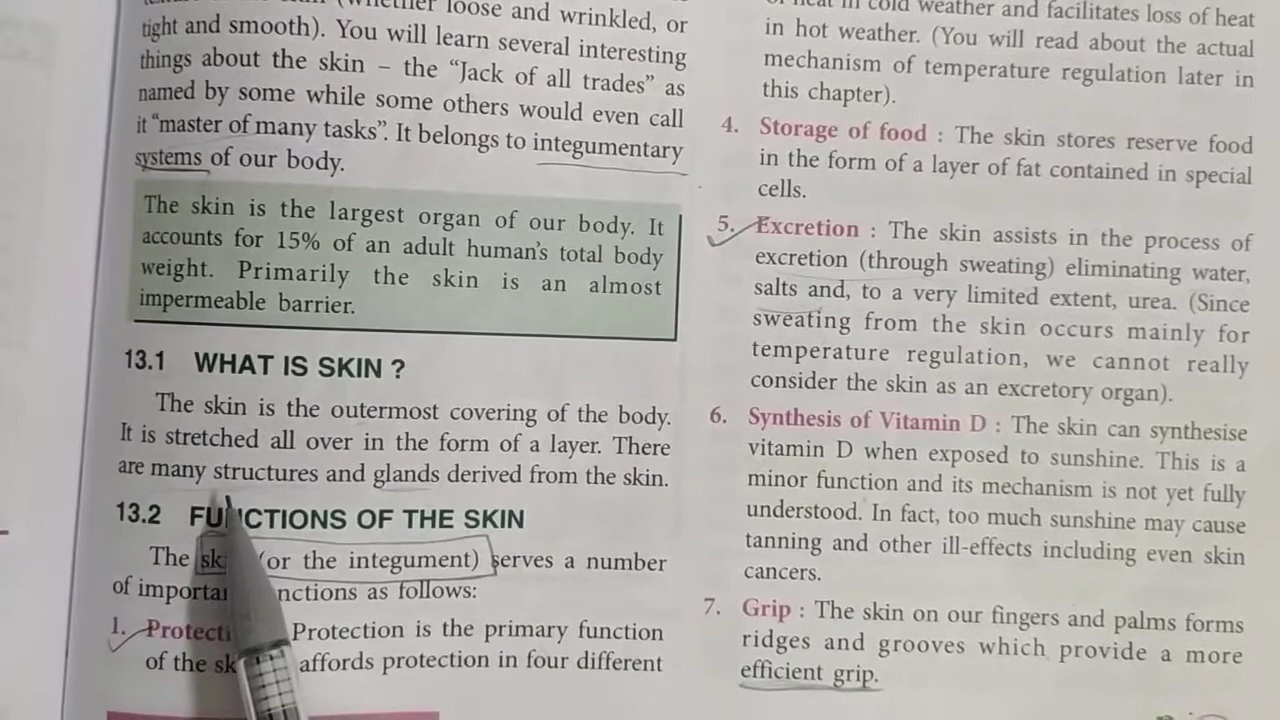 (whether loose and wrinkled, or
tight and smooth). You will learn several interesting
things about the skin – the “Jack of all trades” as
named by some while some others would even call
it “master of many tasks”. It belongs to integumentary
systems of our body.
The skin is the largest organ of our body. It
accounts for 15% of an adult human’s total body
weight. Primarily the skin is an almost
impermeable barrier.
13.1 WHAT IS SKIN ?
The skin is the outermost covering of the body.
It is stretched all over in the form of a layer. There
are many structures and glands derived from the skin.
13.2 FUNCTIONS OF THE SKIN
The (or the integument) serves a number
of as follows:
1. Protection is the primary function
of the affords protection in four different
of heat in cold weather and facilitates loss of heat
in hot weather. (You will read about the actual
mechanism of temperature regulation later in
this chapter).
4. Storage of food : The skin stores reserve food
in the form of a layer of fat contained in special
cells.
5. Excretion : The skin assists in the process of
excretion (through sweating) eliminating water,
salts and, to a very limited extent, urea. (Since
sweating from the skin occurs mainly for
temperature regulation, we cannot really
consider the skin as an excretory organ).
6. Synthesis of Vitamin D : The skin can synthesise
vitamin D when exposed to sunshine. This is a
minor function and its mechanism is not yet fully
understood. In fact, too much sunshine may cause
tanning and other ill-effects including even skin
cancers.
7. Grip : The skin on our fingers and palms forms
ridges and grooves which provide a more
efficient grip.